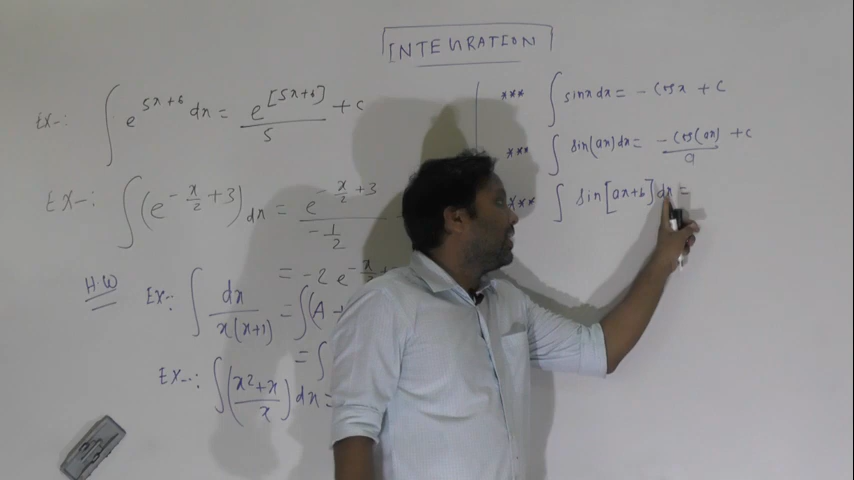 INTEGRATION
Ex-: ∫ e^{5x+6} dx = e^{[5x+6]}/5 + c
Ex-: ∫ (e^{-x/2 + 3}) dx = e^{-x/2 + 3}/(-1/2)
= -2 e^{-x/2 +
H.W
Ex-: ∫ dx/(x(x+1)) = ∫(A
= ∫
Ex-: ∫ ((x²+x)/x) dx =
*** ∫ sinx dx = - cosx + c
*** ∫ sin(ax) dx = - cos(ax)/a + c
*** ∫ sin[ax+b] dx =